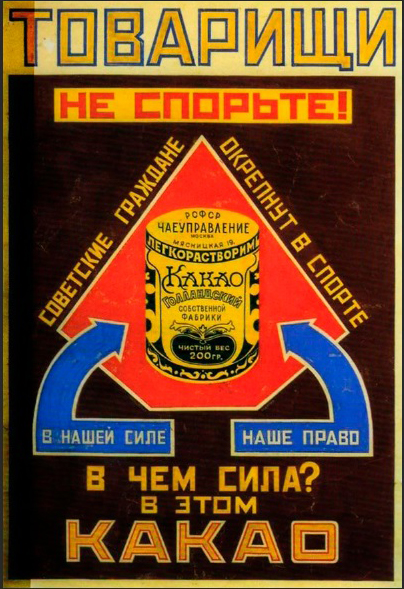 ТОВАРИЩИ
НЕ СПОРЬТЕ!
СОВЕТСКИЕ ГРАЖДАНЕ
ОКРЕПНУТ В СПОРТЕ
РСФСР
ЧАЕУПРАВЛЕНИЕ
МОСКВА
МЯСНИЦКАЯ 19.
ЛЕГКОРАСТВОРИМЫ
КАКАО
ГОЛЛАНДСКИЙ
СОБСТВЕННОЙ
ФАБРИКИ
ЧИСТЫЙ ВЕС
200 ГР.
В НАШЕЙ СИЛЕ
НАШЕ ПРАВО
В ЧЕМ СИЛА?
В ЭТОМ
КАКАО